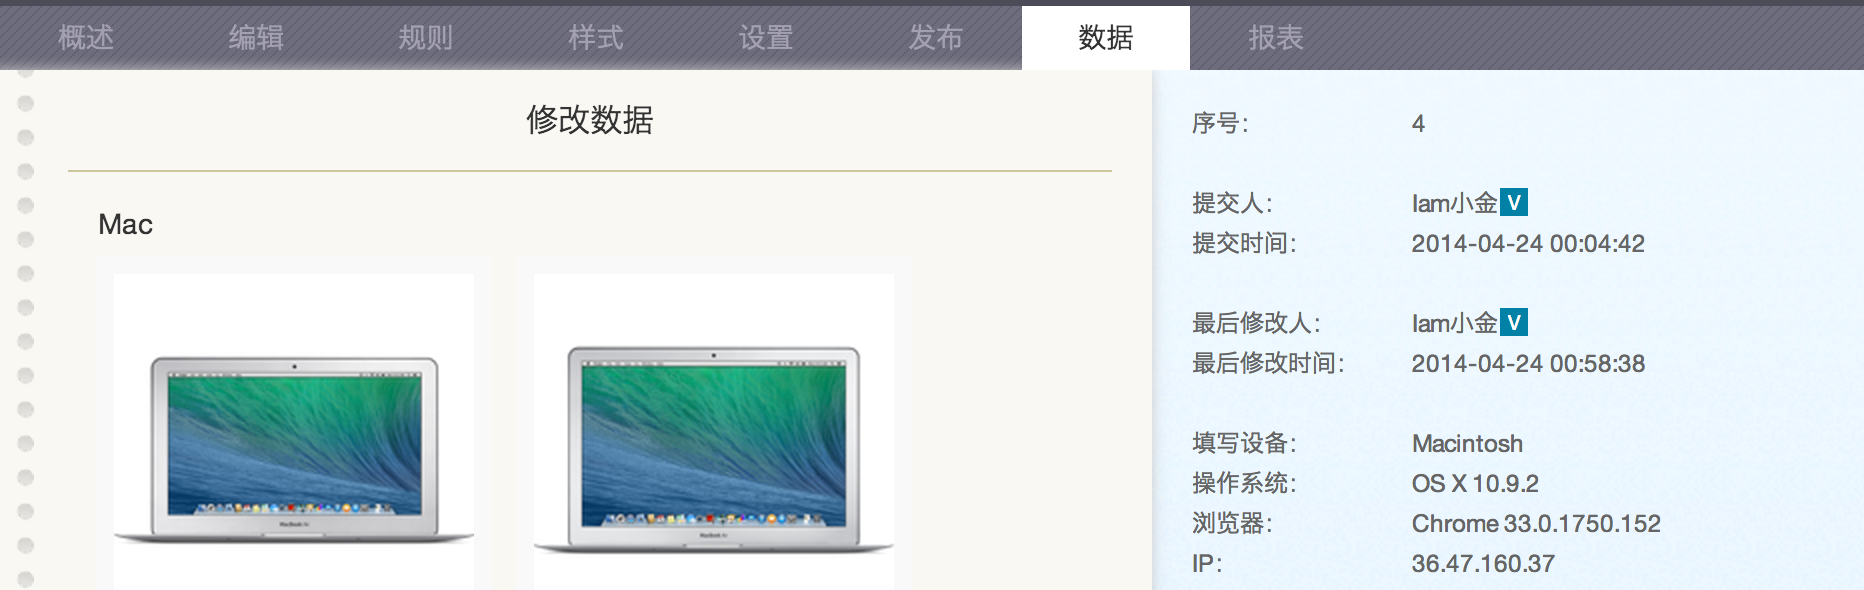 概述 编辑 规则 样式 设置 发布 数据 报表
修改数据
Mac
MacBook Air
MacBook Air
序号： 4
提交人： Iam小金 V
提交时间： 2014-04-24 00:04:42
最后修改人： Iam小金 V
最后修改时间： 2014-04-24 00:58:38
填写设备： Macintosh
操作系统： OS X 10.9.2
浏览器： Chrome 33.0.1750.152
IP： 36.47.160.37